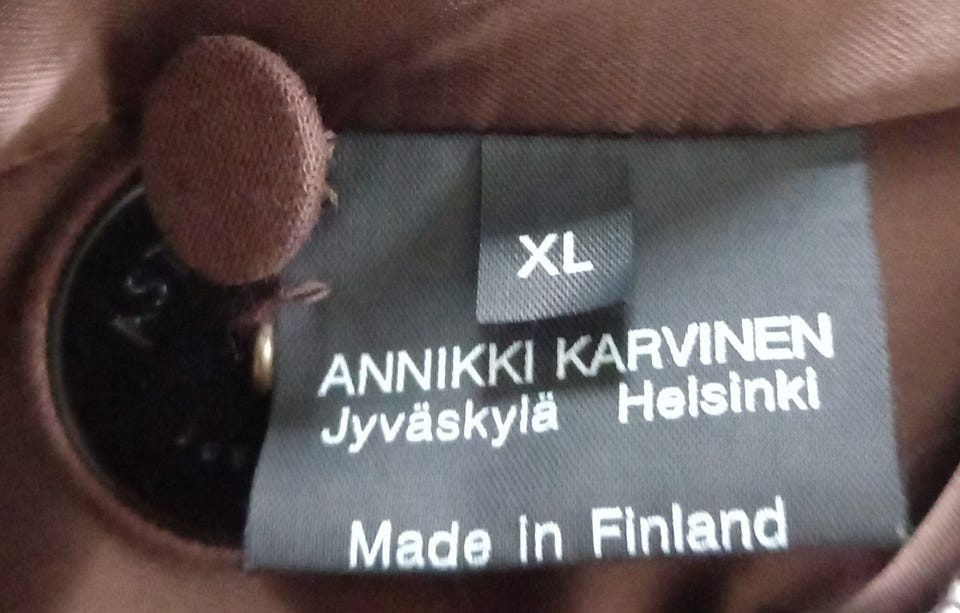 XL
ANNIKKI KARVINEN
Jyväskylä Helsinki
Made in Finland